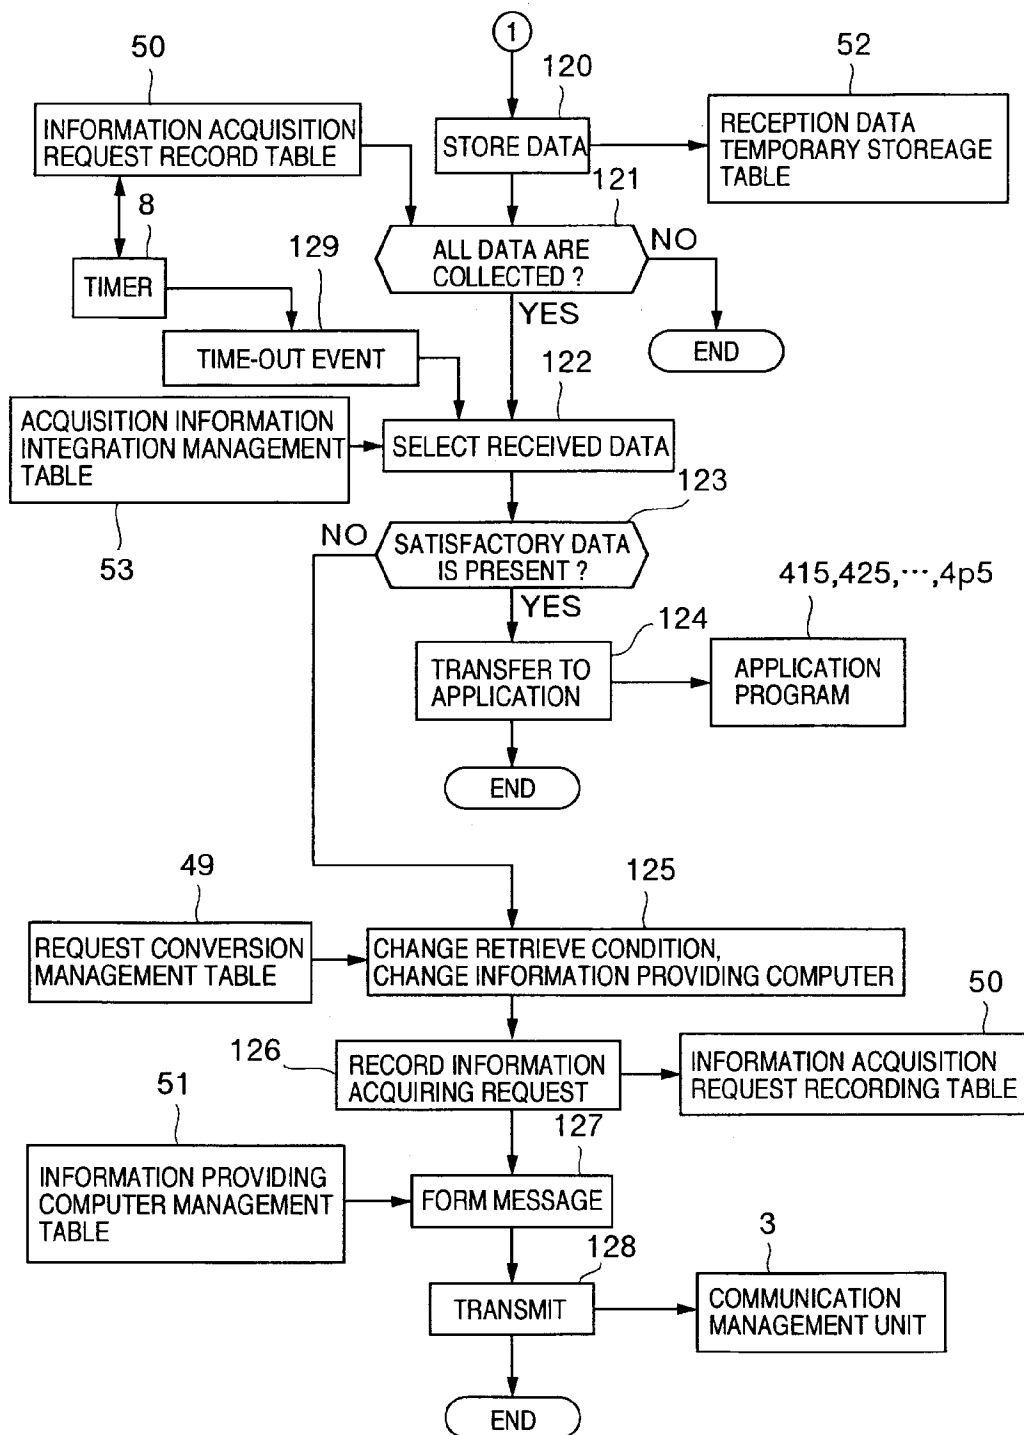 1
50
120
52
INFORMATION ACQUISITION
REQUEST RECORD TABLE
STORE DATA
RECEPTION DATA
TEMPORARY STOREAGE
TABLE
8
121
129
ALL DATA ARE
COLLECTED ?
NO
TIMER
YES
TIME-OUT EVENT
END
122
ACQUISITION INFORMATION
INTEGRATION MANAGEMENT
TABLE
SELECT RECEIVED DATA
123
53
NO
SATISFACTORY DATA
IS PRESENT ?
415,425,···,4p5
YES
124
TRANSFER TO
APPLICATION
APPLICATION
PROGRAM
END
49
125
REQUEST CONVERSION
MANAGEMENT TABLE
CHANGE RETRIEVE CONDITION,
CHANGE INFORMATION PROVIDING COMPUTER
50
126
RECORD INFORMATION
ACQUIRING REQUEST
INFORMATION ACQUISITION
REQUEST RECORDING TABLE
51
127
INFORMATION PROVIDING
COMPUTER MANAGEMENT
TABLE
FORM MESSAGE
128
3
TRANSMIT
COMMUNICATION
MANAGEMENT UNIT
END